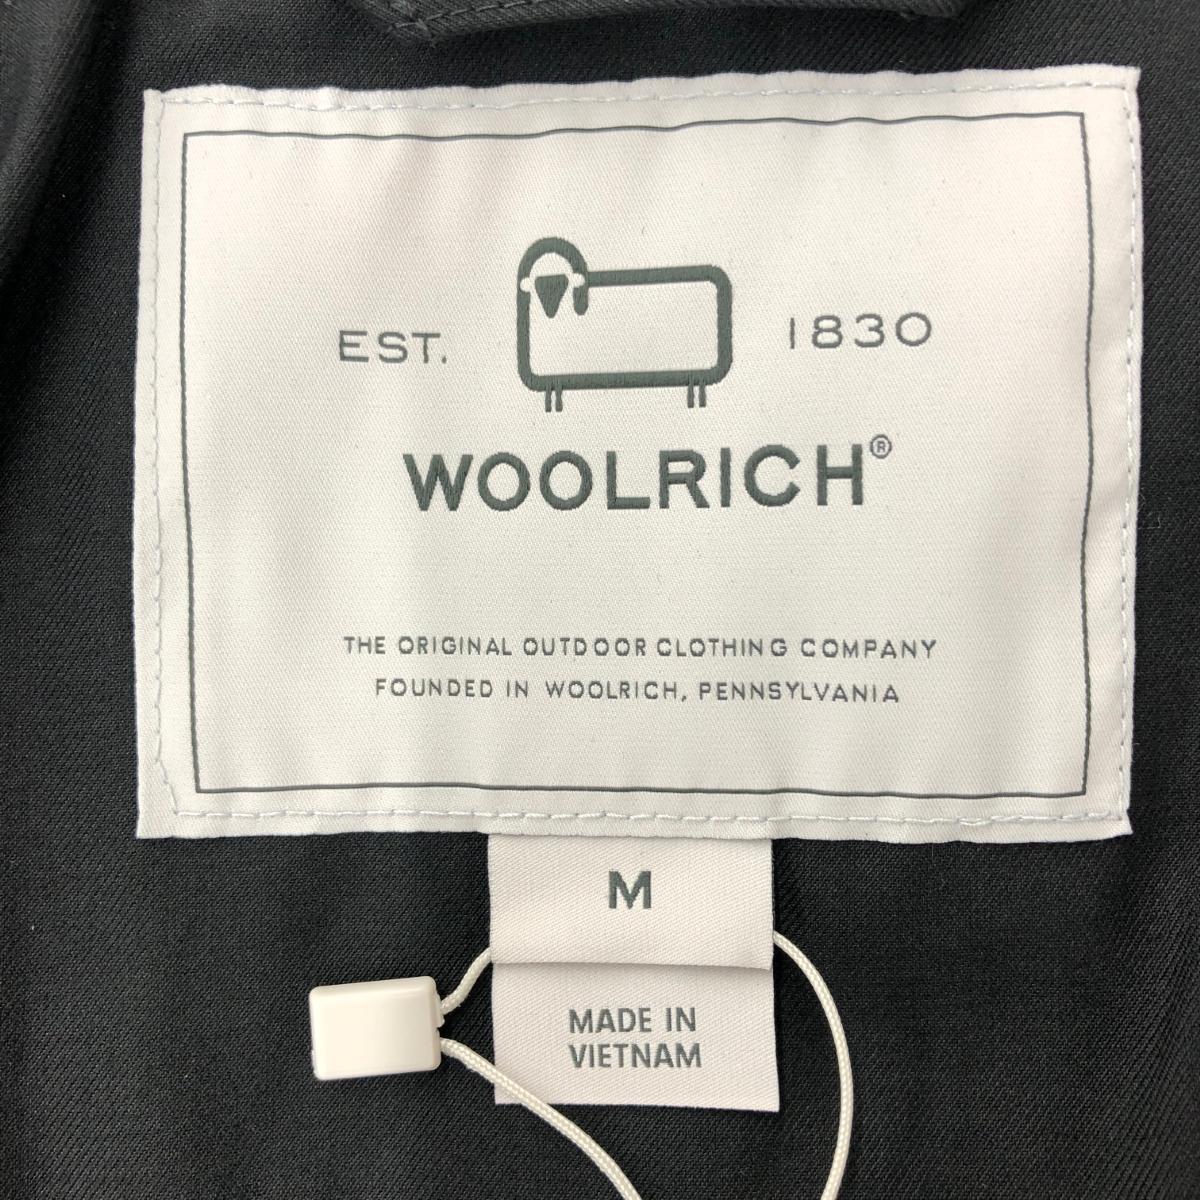 EST. 1830
WOOLRICH®
THE ORIGINAL OUTDOOR CLOTHING COMPANY
FOUNDED IN WOOLRICH, PENNSYLVANIA
M
MADE IN
VIETNAM